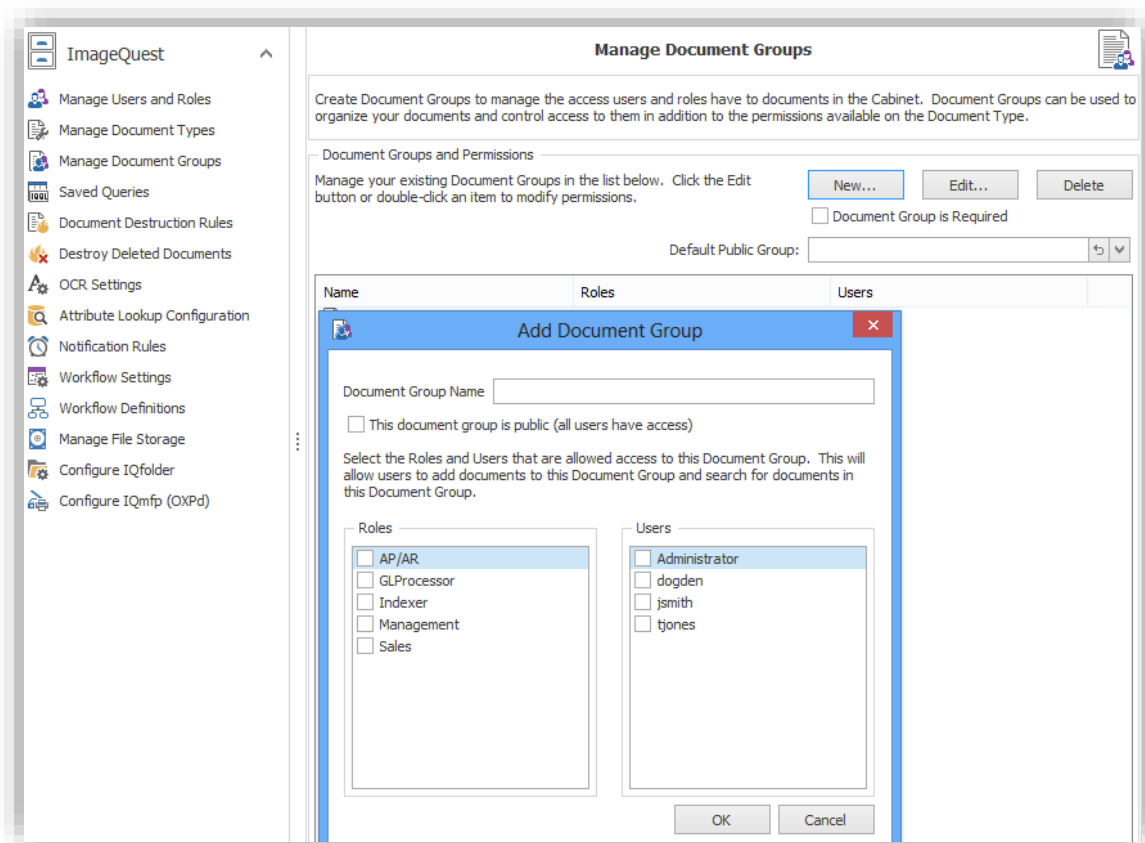 ImageQuest
Manage Users and Roles
Manage Document Types
Manage Document Groups
Saved Queries
Document Destruction Rules
Destroy Deleted Documents
OCR Settings
Attribute Lookup Configuration
Notification Rules
Workflow Settings
Workflow Definitions
Manage File Storage
Configure IQfolder
Configure IQmfp (OXPd)
Manage Document Groups
Create Document Groups to manage the access users and roles have to documents in the Cabinet. Document Groups can be used to
organize your documents and control access to them in addition to the permissions available on the Document Type.
Document Groups and Permissions
Manage your existing Document Groups in the list below. Click the Edit
button or double-click an item to modify permissions.
New... Edit... Delete
Document Group is Required
Default Public Group:
Name Roles Users
Add Document Group
Document Group Name
This document group is public (all users have access)
Select the Roles and Users that are allowed access to this Document Group. This will
allow users to add documents to this Document Group and search for documents in
this Document Group.
Roles
AP/AR
GLProcessor
Indexer
Management
Sales
Users
Administrator
dogden
jsmith
tjones
OK Cancel